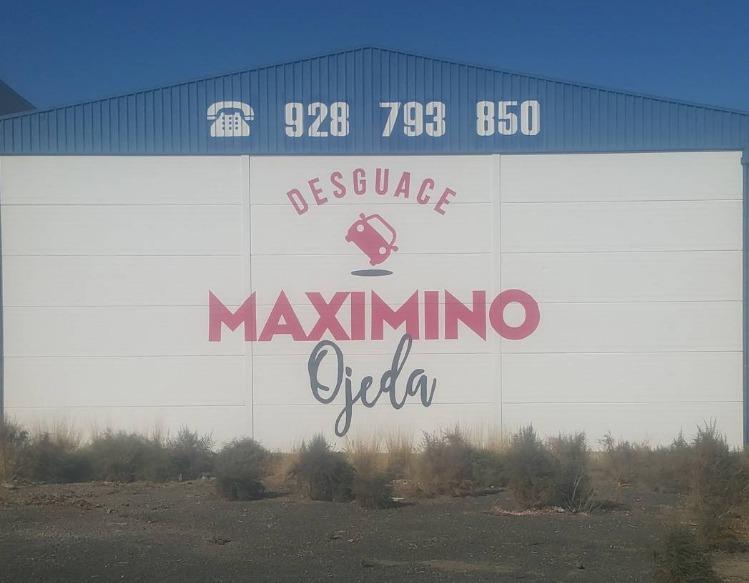 928 793 850
DESGUACE
MAXIMINO
Ojeda